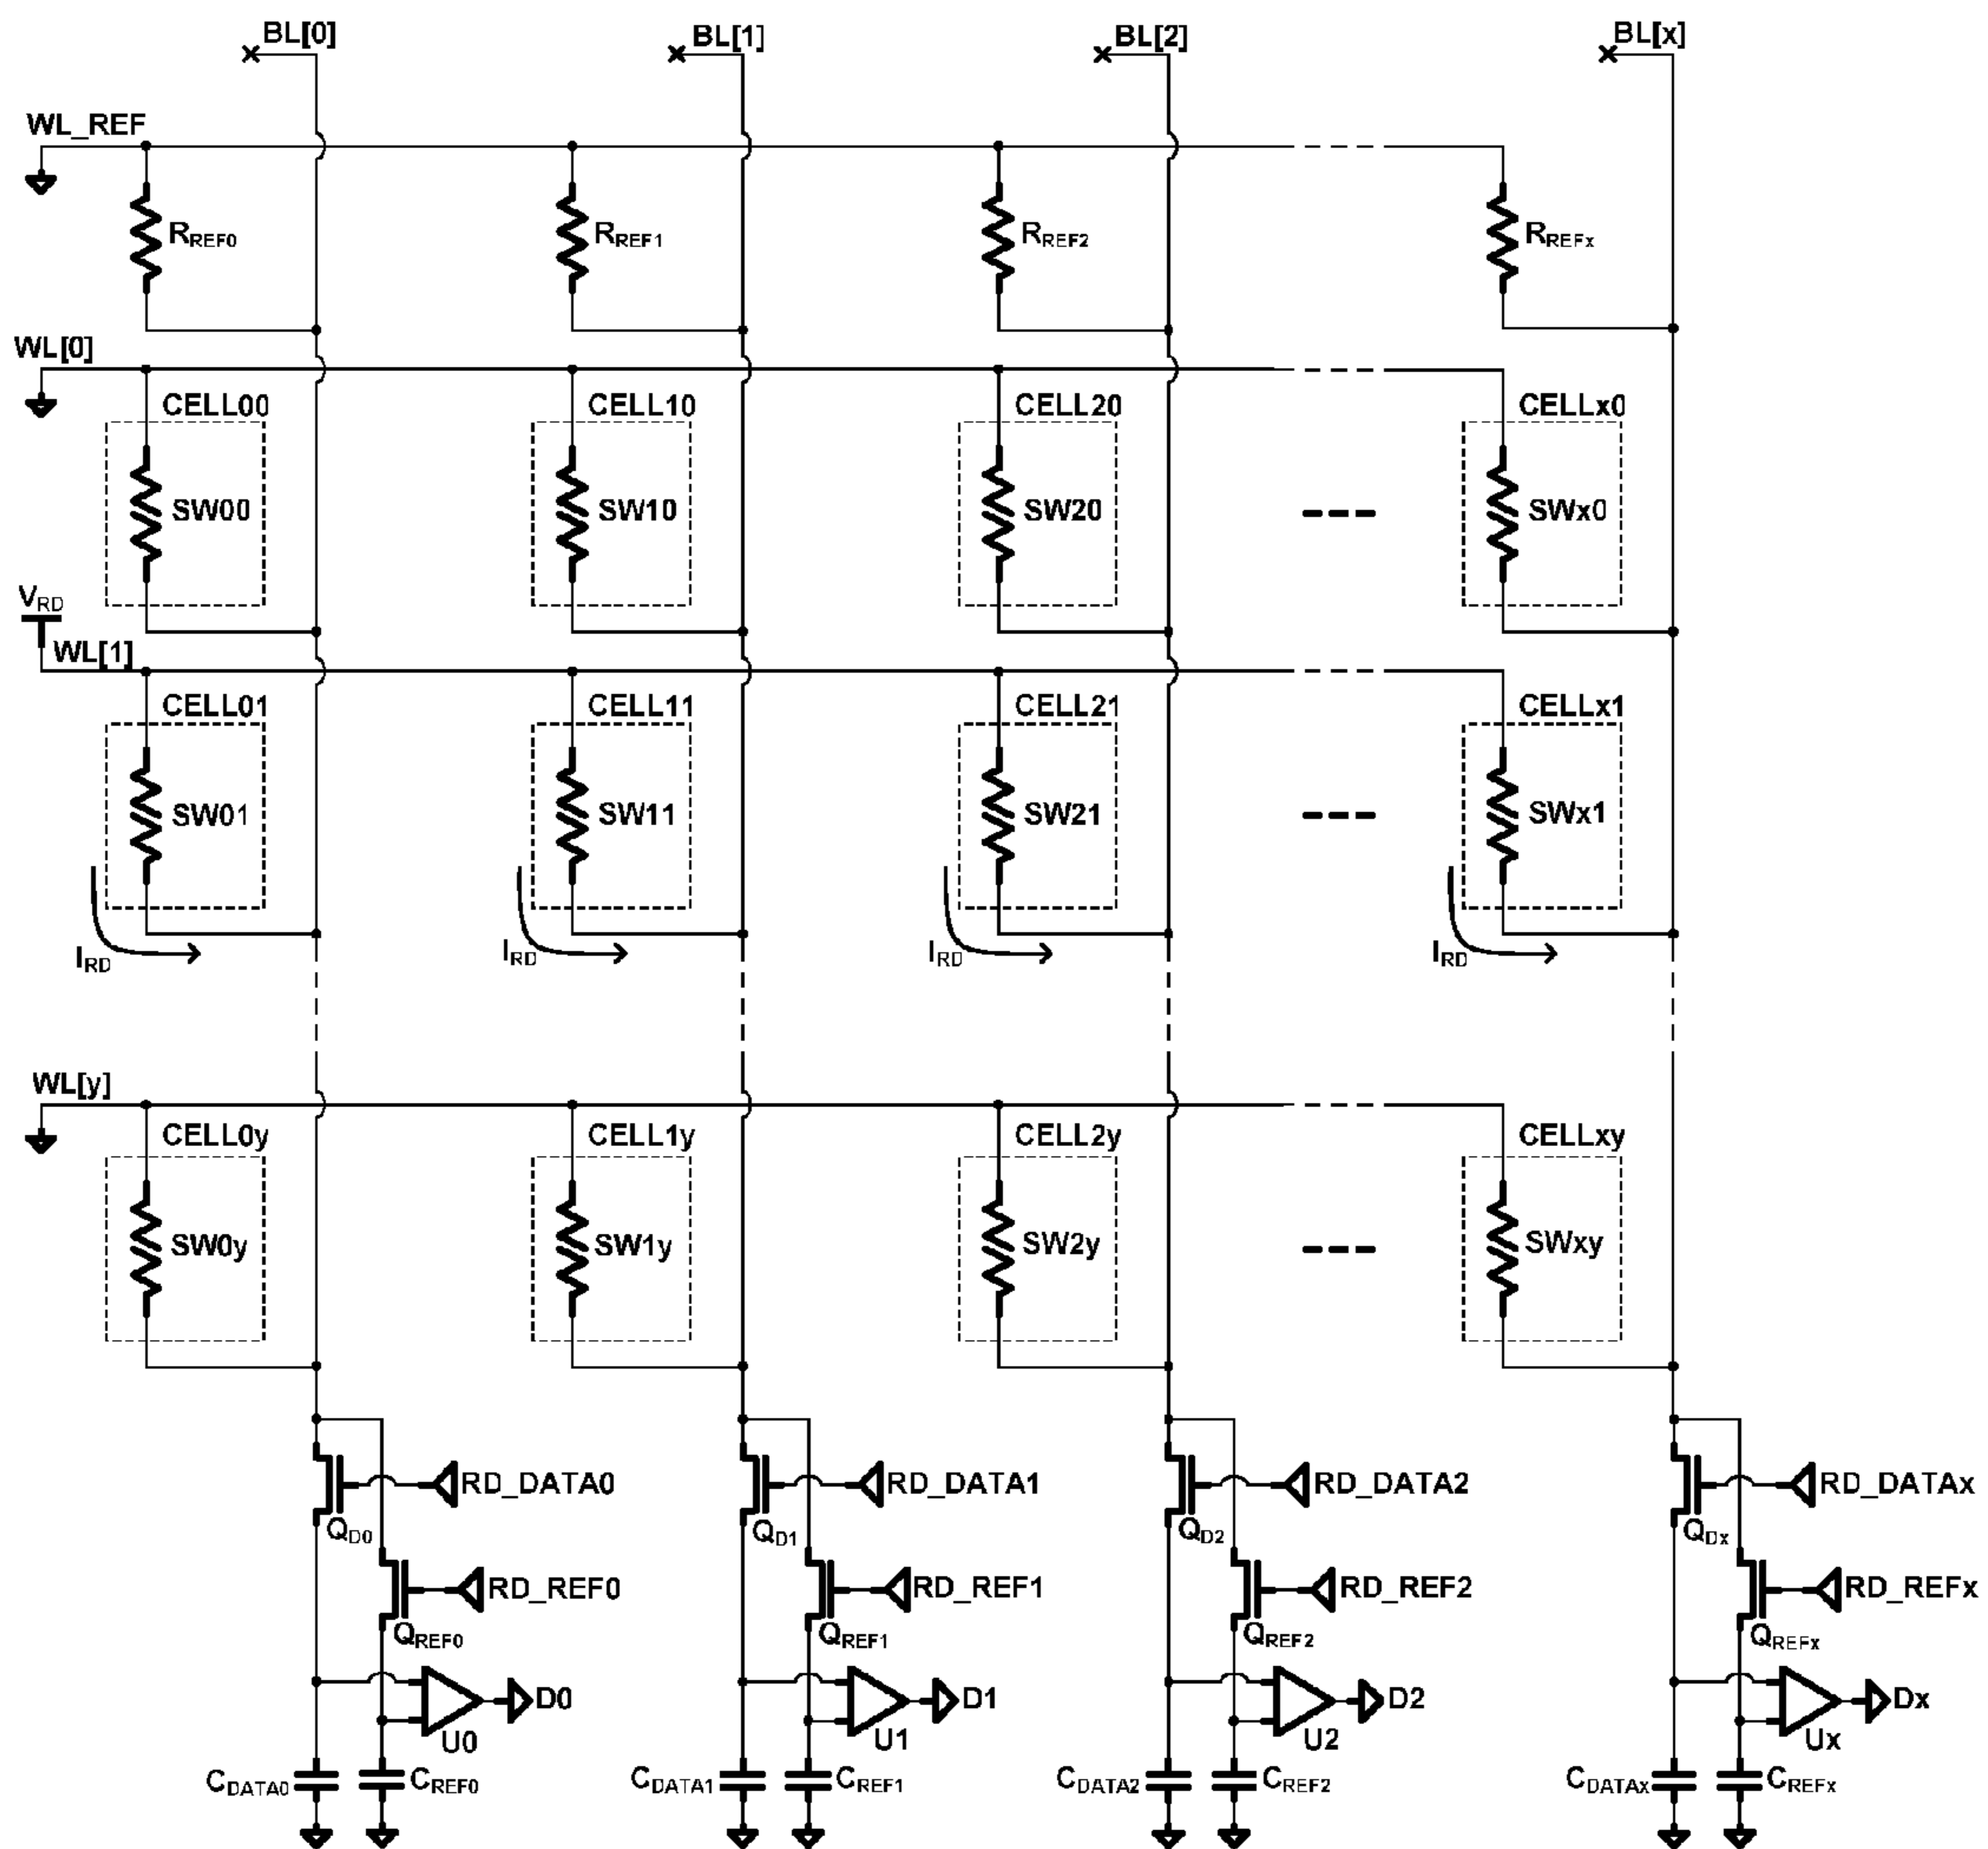 BL[0] BL[1] BL[2] BL[x]
WL_REF
RREF0 RREF1 RREF2 RREFx
WL[0]
CELL00 CELL10 CELL20 CELLx0
SW00 SW10 SW20 SWx0
VRD
WL[1]
CELL01 CELL11 CELL21 CELLx1
SW01 SW11 SW21 SWx1
IRD IRD IRD IRD
WL[y]
CELL0y CELL1y CELL2y CELLxy
SW0y SW1y SW2y SWxy
RD_DATA0 RD_DATA1 RD_DATA2 RD_DATAx
QD0 QD1 QD2 QDx
RD_REF0 RD_REF1 RD_REF2 RD_REFx
QREF0 QREF1 QREF2 QREFx
D0 D1 D2 Dx
U0 U1 U2 Ux
CDATA0 CREF0 CDATA1 CREF1 CDATA2 CREF2 CDATAx CREFx